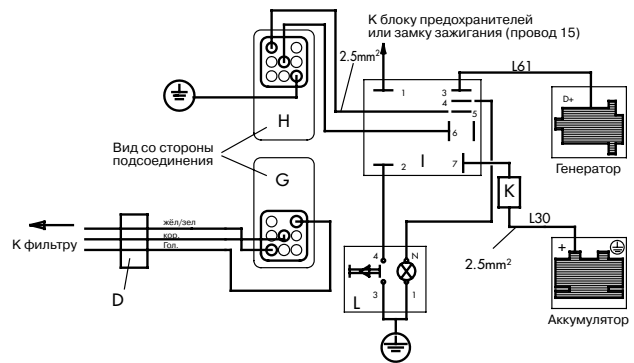 К блоку предохранителей
или замку зажигания (провод 15)
2.5mm²
L61
1
3
4
5
D+
H
6
Вид со стороны
подсоединения
2
I
7
Генератор
G
K
L30
жёл/зел
кор.
Гол.
К фильтру
4
N
+
2.5mm²
D
L
3
1
Аккумулятор